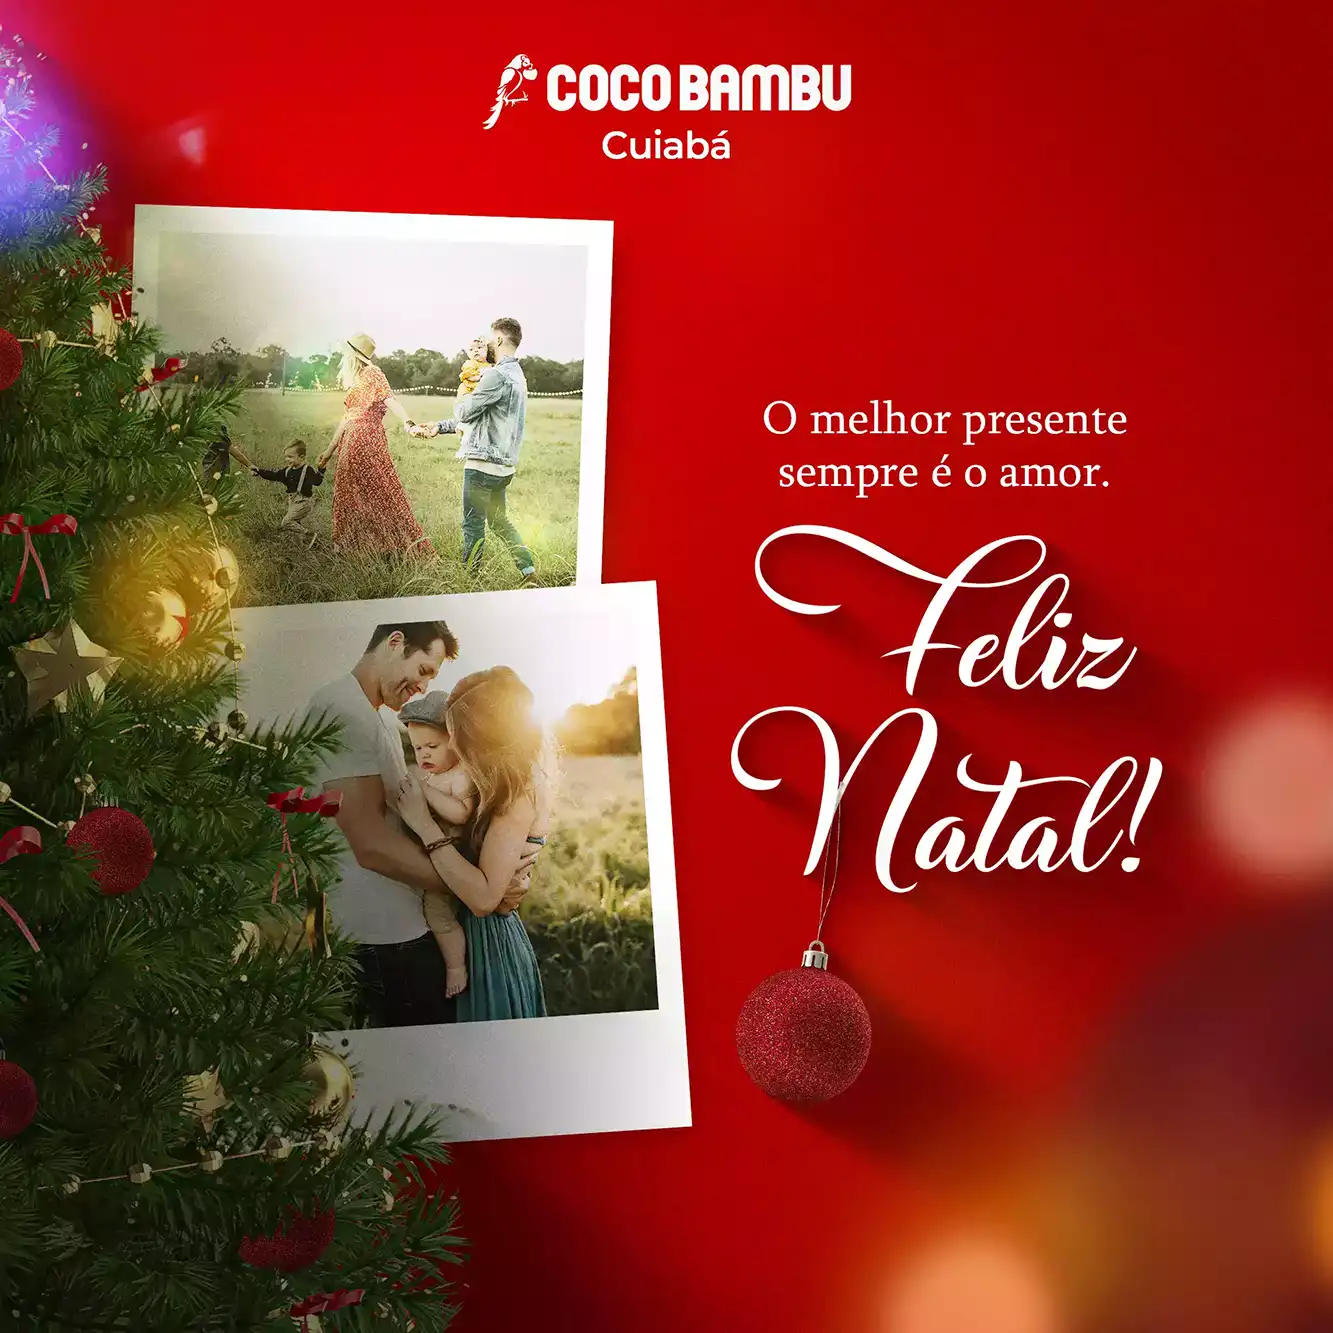 COCO BAMBU
Cuiabá
O melhor presente
sempre é o amor.
Feliz
Natal!